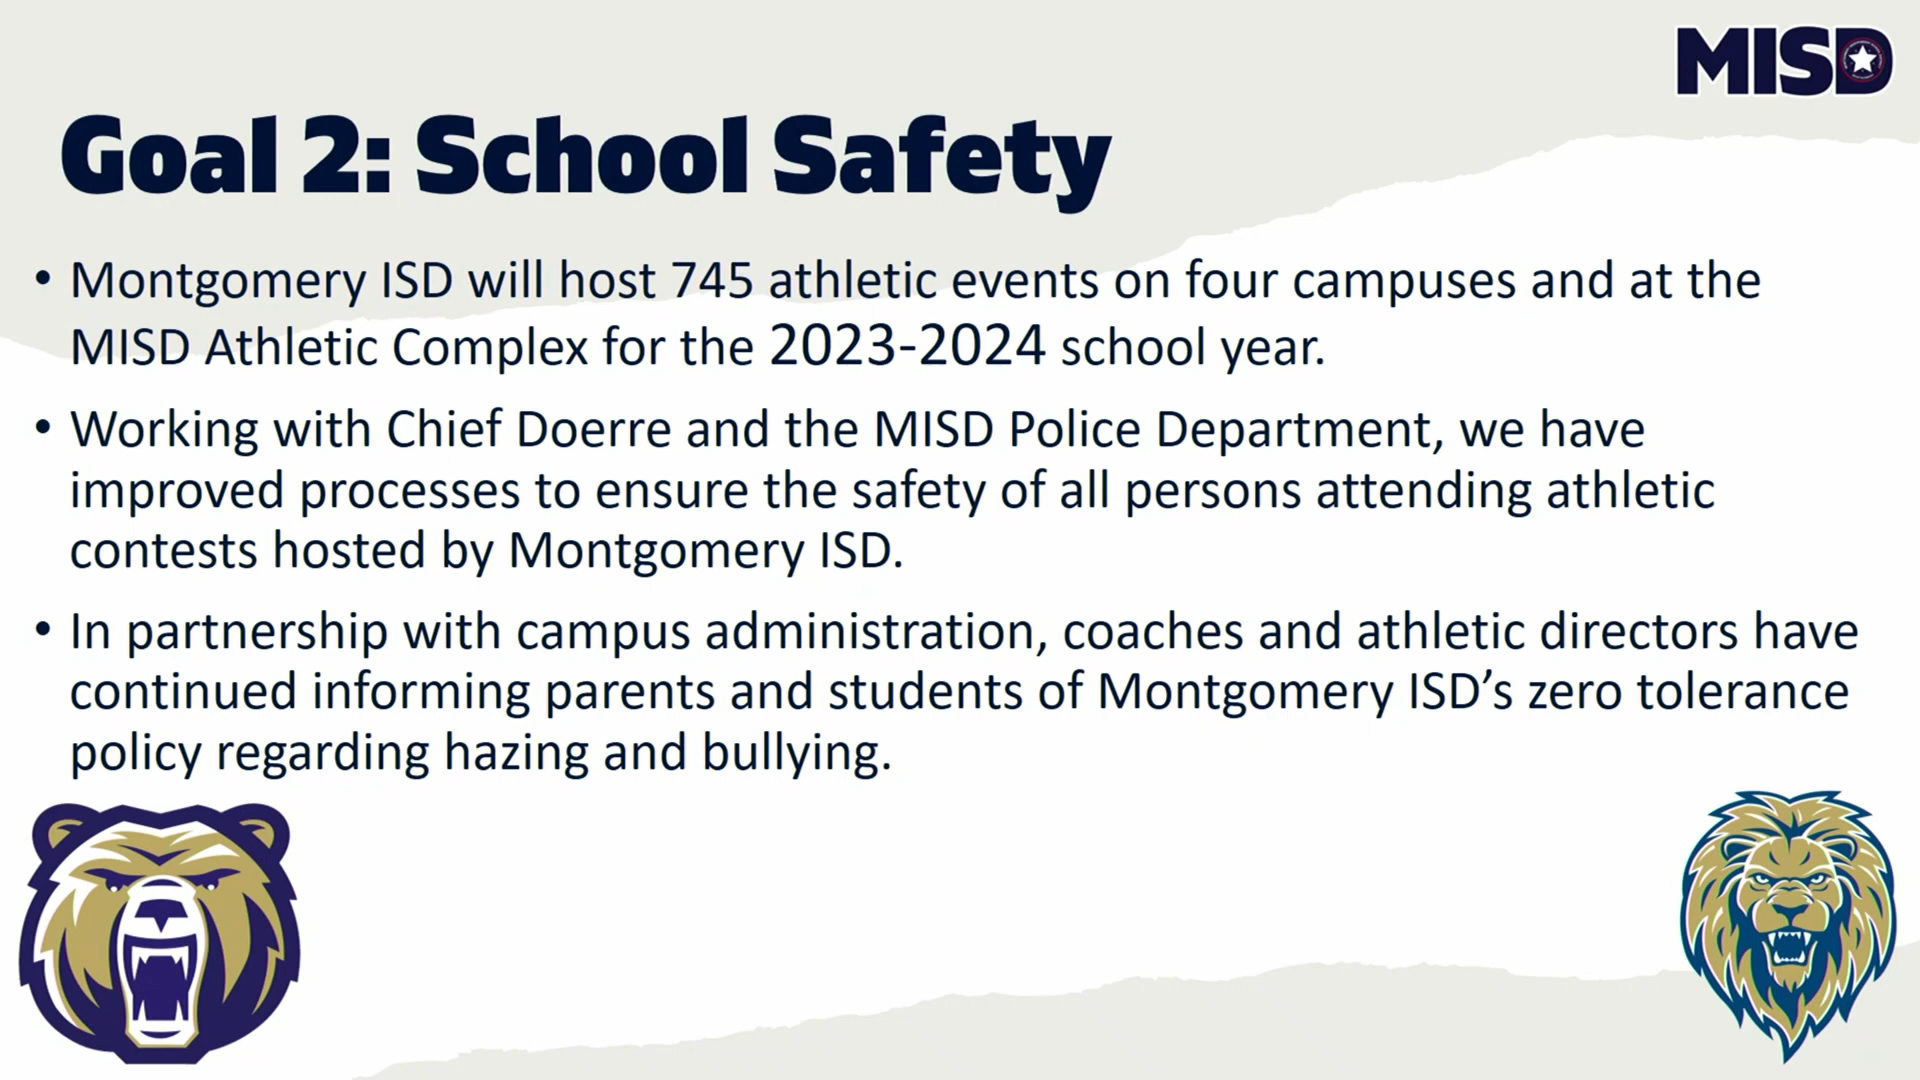 MISD
Goal 2: School Safety
• Montgomery ISD will host 745 athletic events on four campuses and at the
MISD Athletic Complex for the 2023-2024 school year.
• Working with Chief Doerre and the MISD Police Department, we have
improved processes to ensure the safety of all persons attending athletic
contests hosted by Montgomery ISD.
• In partnership with campus administration, coaches and athletic directors have
continued informing parents and students of Montgomery ISD’s zero tolerance
policy regarding hazing and bullying.